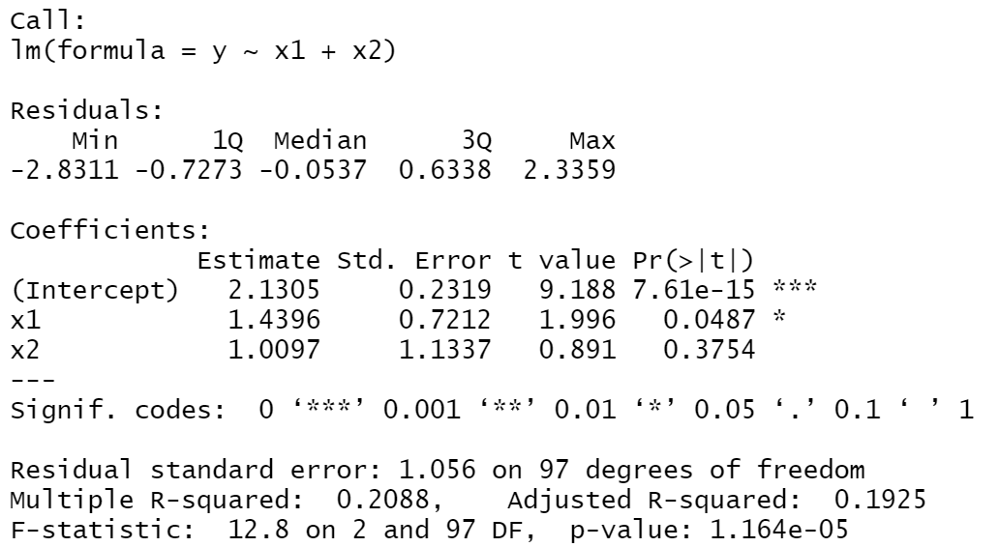 Call:
lm(formula = y ~ x1 + x2)
Residuals:
    Min      1Q  Median      3Q     Max
-2.8311 -0.7273 -0.0537  0.6338  2.3359
Coefficients:
            Estimate Std. Error t value Pr(>|t|)
(Intercept)   2.1305     0.2319   9.188 7.61e-15 ***
x1            1.4396     0.7212   1.996   0.0487 *
x2            1.0097     1.1337   0.891   0.3754
---
Signif. codes:  0 ‘***’ 0.001 ‘**’ 0.01 ‘*’ 0.05 ‘.’ 0.1 ‘ ’ 1
Residual standard error: 1.056 on 97 degrees of freedom
Multiple R-squared:  0.2088,    Adjusted R-squared:  0.1925
F-statistic:  12.8 on 2 and 97 DF,  p-value: 1.164e-05